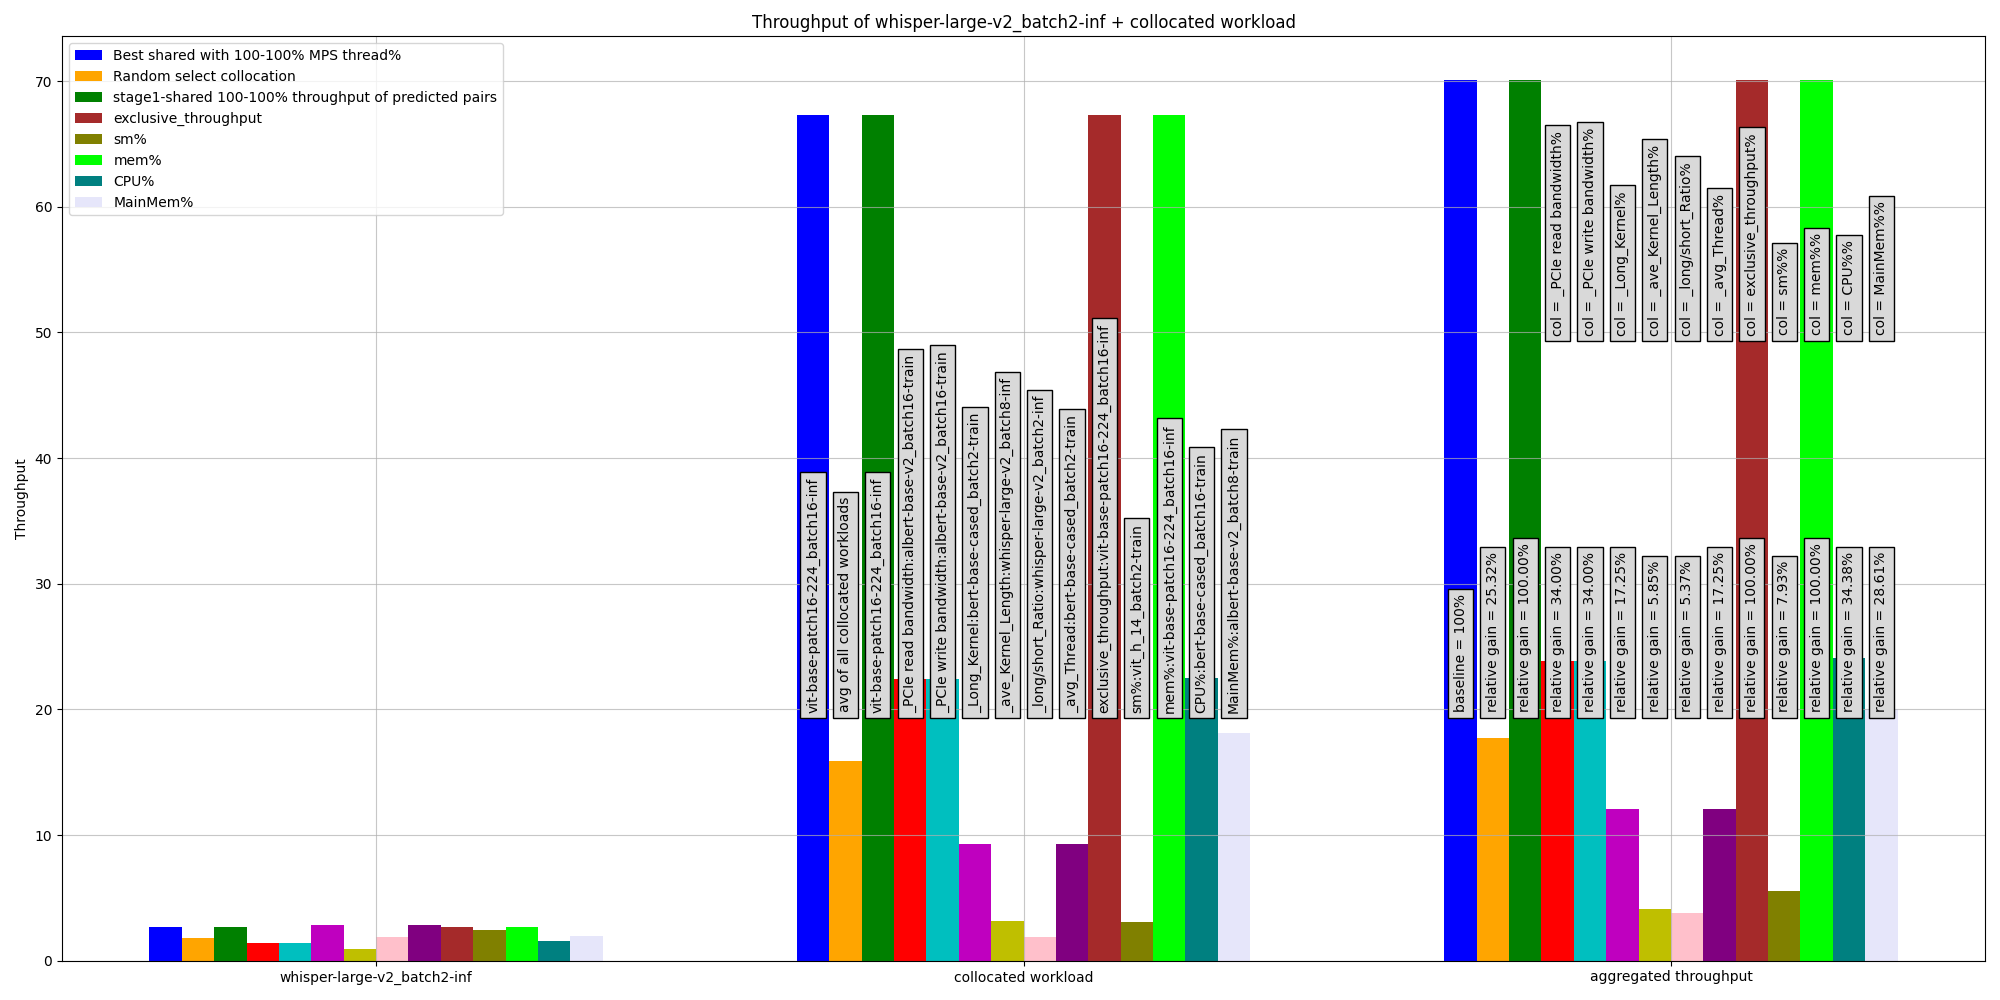 Throughput of whisper-large-v2_batch2-inf + collocated workload
Best shared with 100-100% MPS thread%
Random select collocation
stage1-shared 100-100% throughput of predicted pairs
exclusive_throughput
sm%
mem%
CPU%
MainMem%
Throughput
70
60
50
40
30
20
10
0
vit-base-patch16-224_batch16-inf
avg of all collocated workloads
vit-base-patch16-224_batch16-inf
_PCIe read bandwidth:albert-base-v2_batch16-train
_PCIe write bandwidth:albert-base-v2_batch16-train
_Long_Kernel:bert-base-cased_batch2-train
_ave_Kernel_Length:whisper-large-v2_batch8-inf
_long/short_Ratio:whisper-large-v2_batch2-inf
_avg_Thread:bert-base-cased_batch2-train
exclusive_throughput:vit-base-patch16-224_batch16-inf
sm%:vit_h_14_batch2-train
mem%:vit-base-patch16-224_batch16-inf
CPU%:bert-base-cased_batch16-train
MainMem%:albert-base-v2_batch8-train
col = _PCIe read bandwidth%
col = _PCIe write bandwidth%
col = _Long_Kernel%
col = _ave_Kernel_Length%
col = _long/short_Ratio%
col = _avg_Thread%
col = exclusive_throughput%
col = sm%%
col = mem%%
col = CPU%%
col = MainMem%%
baseline = 100%
relative gain = 25.32%
relative gain = 100.00%
relative gain = 34.00%
relative gain = 34.00%
relative gain = 17.25%
relative gain = 5.85%
relative gain = 5.37%
relative gain = 17.25%
relative gain = 100.00%
relative gain = 7.93%
relative gain = 100.00%
relative gain = 34.38%
relative gain = 28.61%
whisper-large-v2_batch2-inf
collocated workload
aggregated throughput